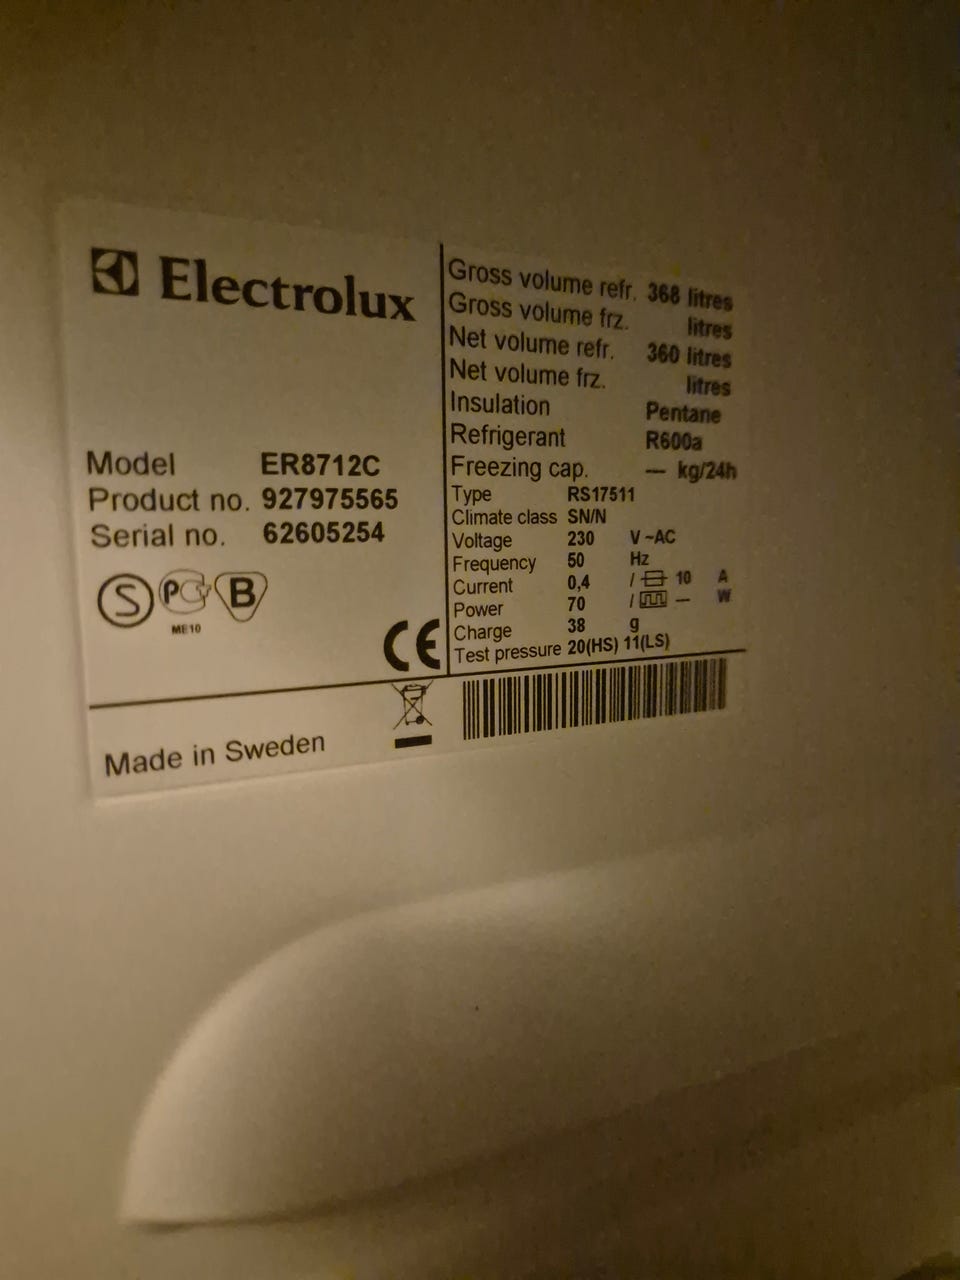 Electrolux
Model ER8712C
Product no. 927975565
Serial no. 62605254
S PG B
ME10
CE
Gross volume refr. 368 litres
Gross volume frz. litres
Net volume refr. 360 litres
Net volume frz. litres
Insulation Pentane
Refrigerant R600a
Freezing cap. --- kg/24h
Type RS17511
Climate class SN/N
Voltage 230 V ~AC
Frequency 50 Hz
Current 0,4 / 10 A
Power 70 / — W
Charge 38 g
Test pressure 20(HS) 11(LS)
Made in Sweden